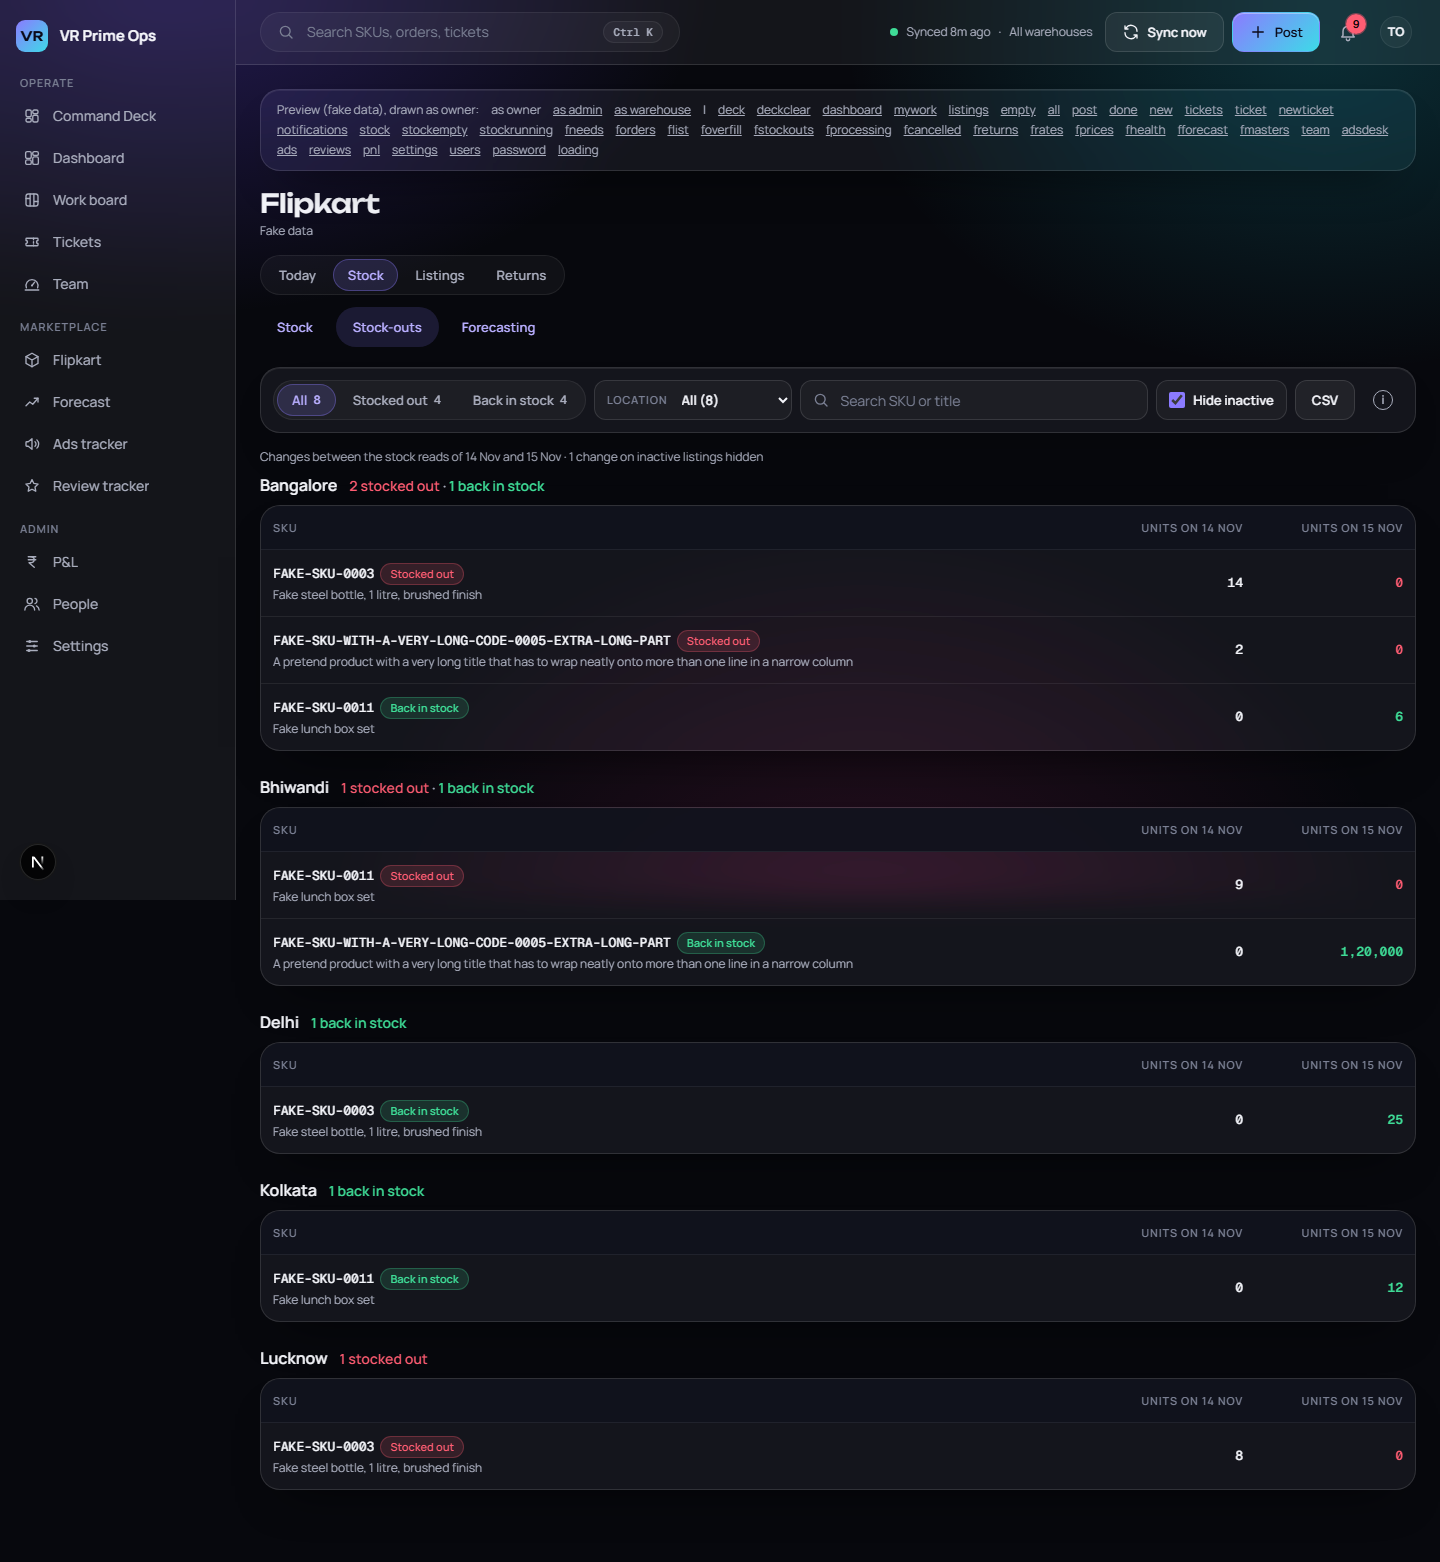 VR VR Prime Ops
Search SKUs, orders, tickets Ctrl K
Synced 8m ago · All warehouses
Sync now
Post
9
TO
OPERATE
Command Deck
Dashboard
Work board
Tickets
Team
MARKETPLACE
Flipkart
Forecast
Ads tracker
Review tracker
ADMIN
P&L
People
Settings
N
Preview (fake data), drawn as owner: as owner as admin as warehouse | deck deckclear dashboard mywork listings empty all post done new tickets ticket newticket
notifications stock stockempty stockrunning fneeds forders flist foverfill fstockouts fprocessing fcancelled freturns frates fprices fhealth fforecast fmasters team adsdesk
ads reviews pnl settings users password loading
Flipkart
Fake data
Today Stock Listings Returns
Stock Stock-outs Forecasting
All 8 Stocked out 4 Back in stock 4 LOCATION All (8) Search SKU or title Hide inactive CSV i
Changes between the stock reads of 14 Nov and 15 Nov · 1 change on inactive listings hidden
Bangalore 2 stocked out · 1 back in stock
SKU UNITS ON 14 NOV UNITS ON 15 NOV
FAKE-SKU-0003 Stocked out 14 0
Fake steel bottle, 1 litre, brushed finish
FAKE-SKU-WITH-A-VERY-LONG-CODE-0005-EXTRA-LONG-PART Stocked out 2 0
A pretend product with a very long title that has to wrap neatly onto more than one line in a narrow column
FAKE-SKU-0011 Back in stock 0 6
Fake lunch box set
Bhiwandi 1 stocked out · 1 back in stock
SKU UNITS ON 14 NOV UNITS ON 15 NOV
FAKE-SKU-0011 Stocked out 9 0
Fake lunch box set
FAKE-SKU-WITH-A-VERY-LONG-CODE-0005-EXTRA-LONG-PART Back in stock 0 1,20,000
A pretend product with a very long title that has to wrap neatly onto more than one line in a narrow column
Delhi 1 back in stock
SKU UNITS ON 14 NOV UNITS ON 15 NOV
FAKE-SKU-0003 Back in stock 0 25
Fake steel bottle, 1 litre, brushed finish
Kolkata 1 back in stock
SKU UNITS ON 14 NOV UNITS ON 15 NOV
FAKE-SKU-0011 Back in stock 0 12
Fake lunch box set
Lucknow 1 stocked out
SKU UNITS ON 14 NOV UNITS ON 15 NOV
FAKE-SKU-0003 Stocked out 8 0
Fake steel bottle, 1 litre, brushed finish